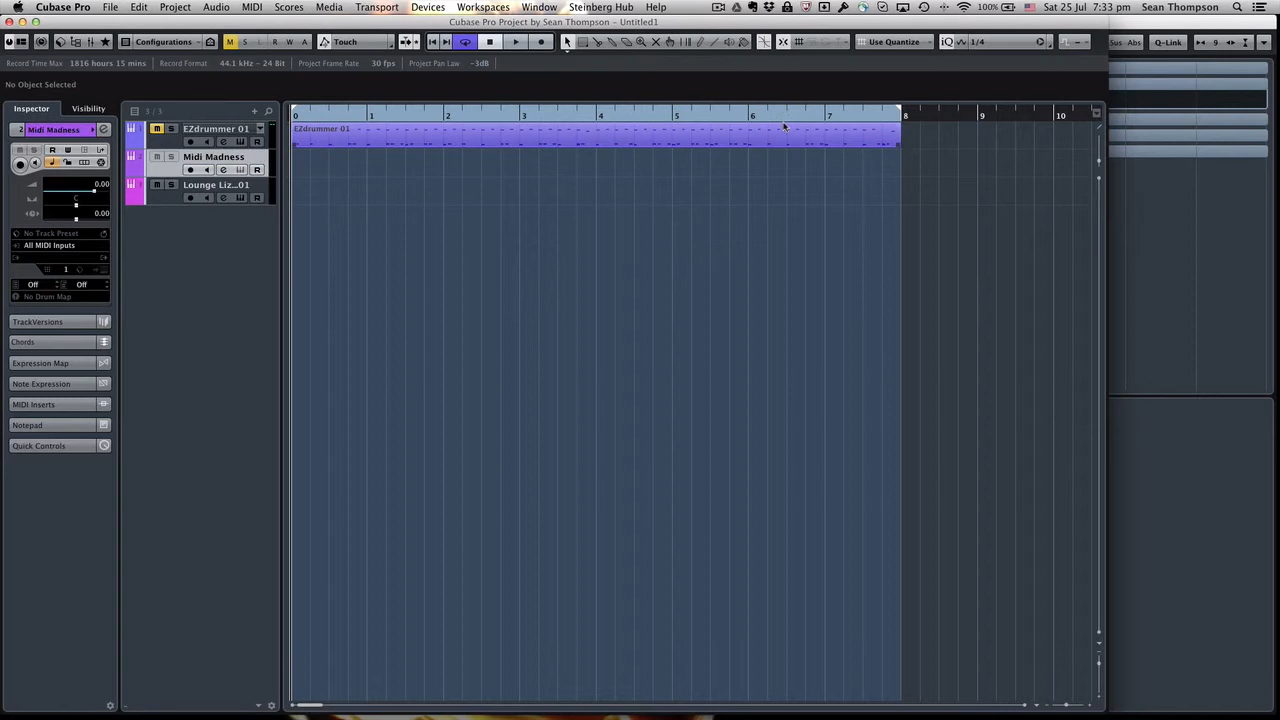 Cubase Pro File Edit Project Audio MIDI Scores Media Transport Devices Workspaces Window Steinberg Hub Help 100% Sat 25 Jul 7:33 pm Sean Thompson
Cubase Pro Project by Sean Thompson - Untitled1
Configurations M S L R W A Touch Use Quantize iQ 1/4 Sus Abs Q-Link 9
Record Time Max 1816 hours 15 mins Record Format 44.1 kHz - 24 Bit Project Frame Rate 30 fps Project Pan Law -3dB
No Object Selected
Inspector Visibility 3 / 3 0 1 2 3 4 5 6 7 8 9 10
2 Midi Madness M S EZdrummer 01 EZdrummer 01
R W
M S Midi Madness
R
0.00 M S Lounge Liz...01
C R
0.00
No Track Preset
All MIDI Inputs
1
Off Off
No Drum Map
TrackVersions
Chords
Expression Map
Note Expression
MIDI Inserts
Notepad
Quick Controls